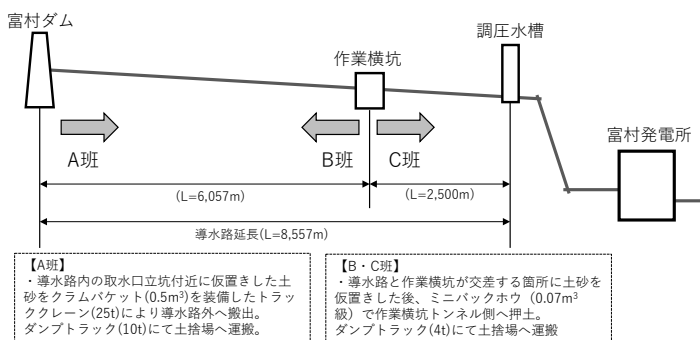 富村ダム
作業横坑
調圧水槽
富村発電所
A班
B班
C班
(L=6,057m)
(L=2,500m)
導水路延長(L=8,557m)
【A班】
・導水路内の取水口立坑付近に仮置きした土
砂をクラムバケット(0.5m³)を装備したトラッ
ククレーン(25t)により導水路外へ搬出。
ダンプトラック(10t)にて土捨場へ運搬。
【B・C班】
・導水路と作業横坑が交差する箇所に土砂を
仮置きした後、ミニバックホウ（0.07m³
級）で作業横坑トンネル側へ押土。
ダンプトラック(4t)にて土捨場へ運搬